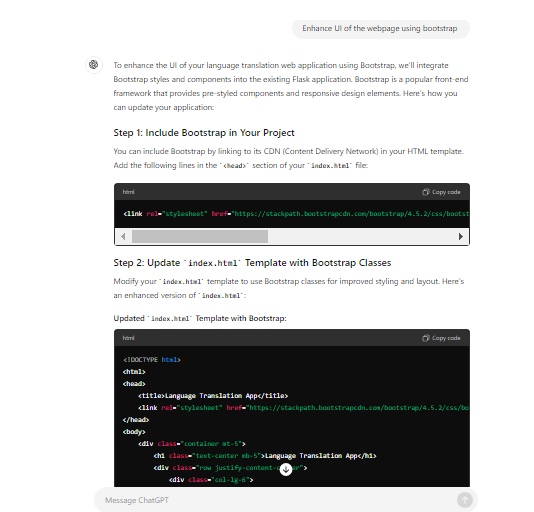 Enhance UI of the webpage using bootstrap
To enhance the UI of your language translation web application using Bootstrap, we'll integrate
Bootstrap styles and components into the existing Flask application. Bootstrap is a popular front-end
framework that provides pre-styled components and responsive design elements. Here's how you
can update your application:
Step 1: Include Bootstrap in Your Project
You can include Bootstrap by linking to its CDN (Content Delivery Network) in your HTML template.
Add the following lines in the `<head>` section of your `index.html` file:
html Copy code
<link rel="stylesheet" href="https://stackpath.bootstrapcdn.com/bootstrap/4.5.2/css/bootst
Step 2: Update `index.html` Template with Bootstrap Classes
Modify your `index.html` template to use Bootstrap classes for improved styling and layout. Here's
an enhanced version of `index.html`:
Updated `index.html` Template with Bootstrap:
html Copy code
<!DOCTYPE html>
<html>
<head>
<title>Language Translation App</title>
<link rel="stylesheet" href="https://stackpath.bootstrapcdn.com/bootstrap/4.5.2/css/bo
</head>
<body>
<div class="container mt-5">
<h1 class="text-center mb-5">Language Translation App</h1>
<div class="row justify-content-
<div class="col-lg-6">
Message ChatGPT